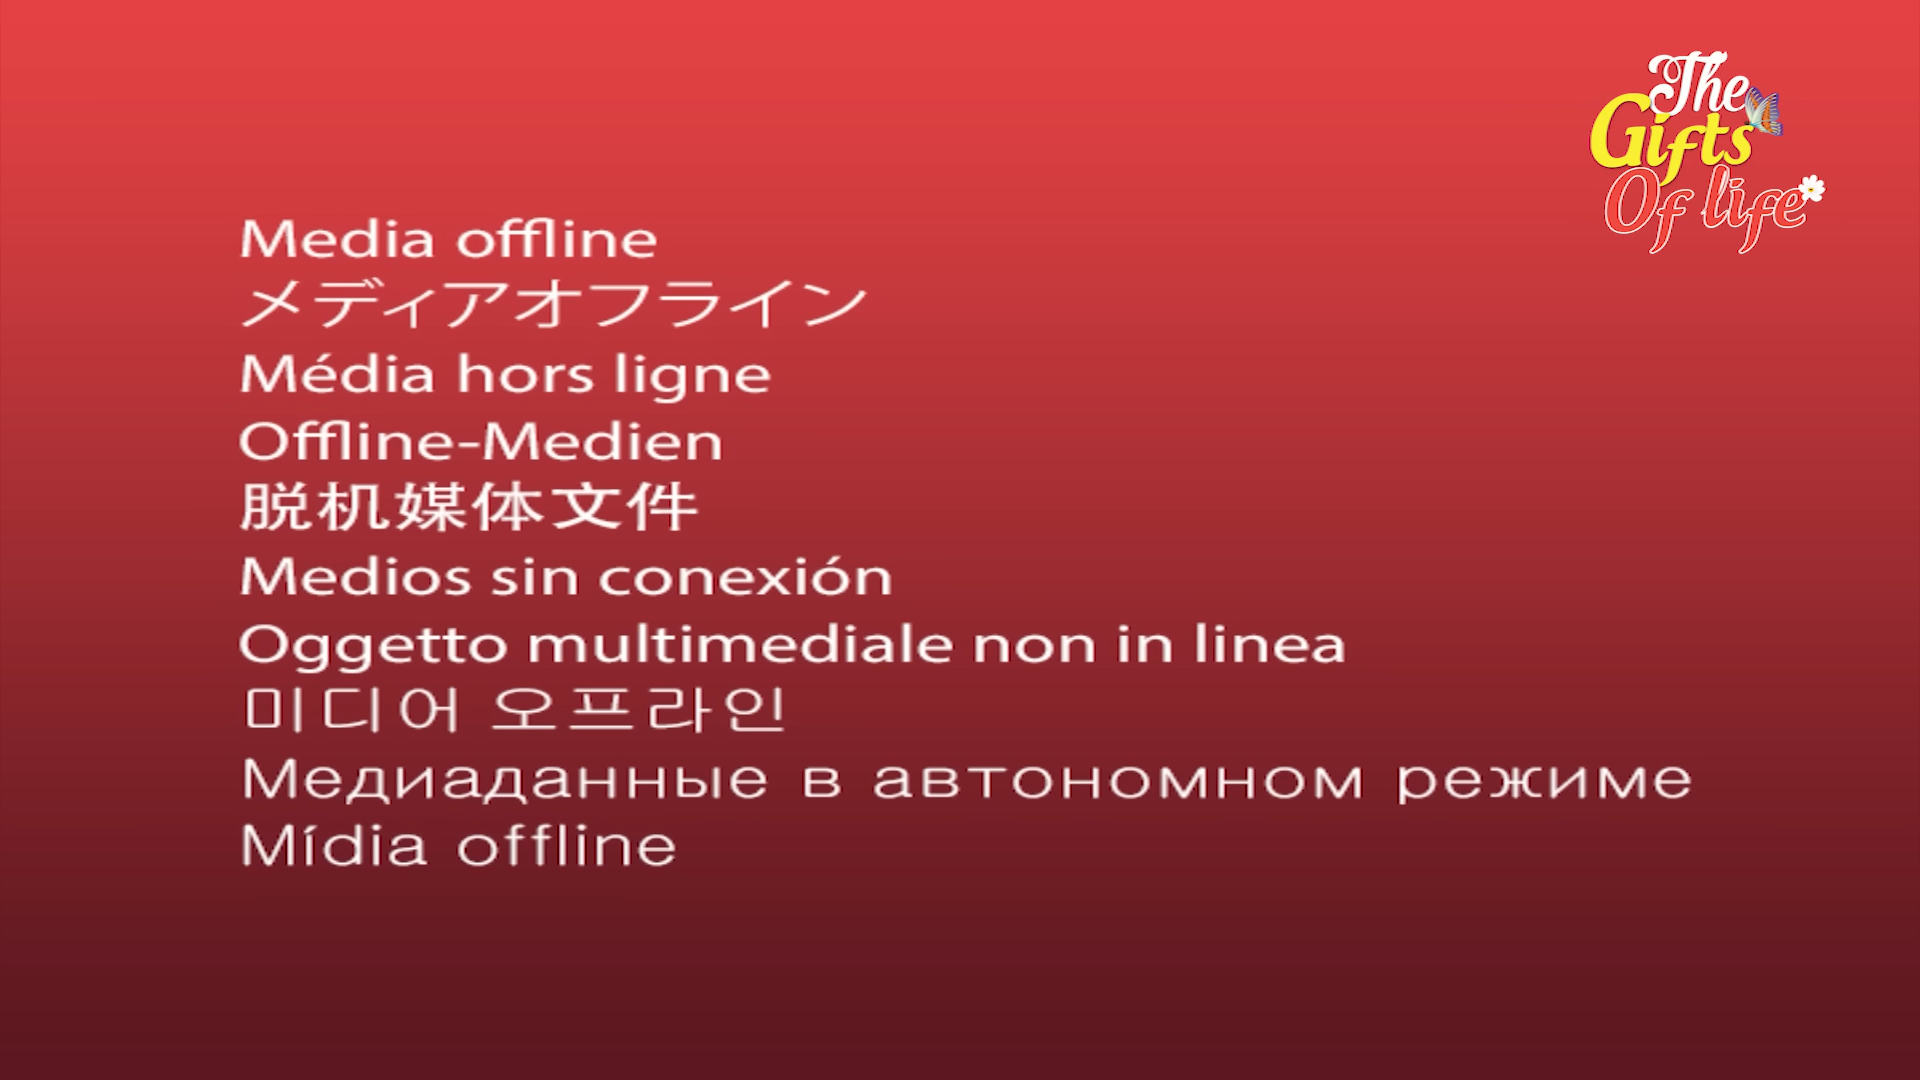 The
Gifts
Of life
Media offline
メディアオフライン
Média hors ligne
Offline-Medien
脱机媒体文件
Medios sin conexión
Oggetto multimediale non in linea
미디어 오프라인
Медиаданные в автономном режиме
Mídia offline